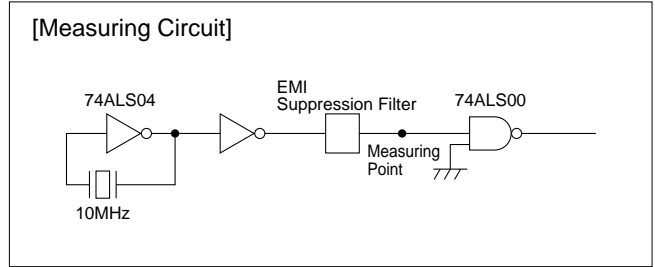 [Measuring Circuit]
EMI
Suppression Filter
74ALS04
74ALS00
Measuring
Point
10MHz